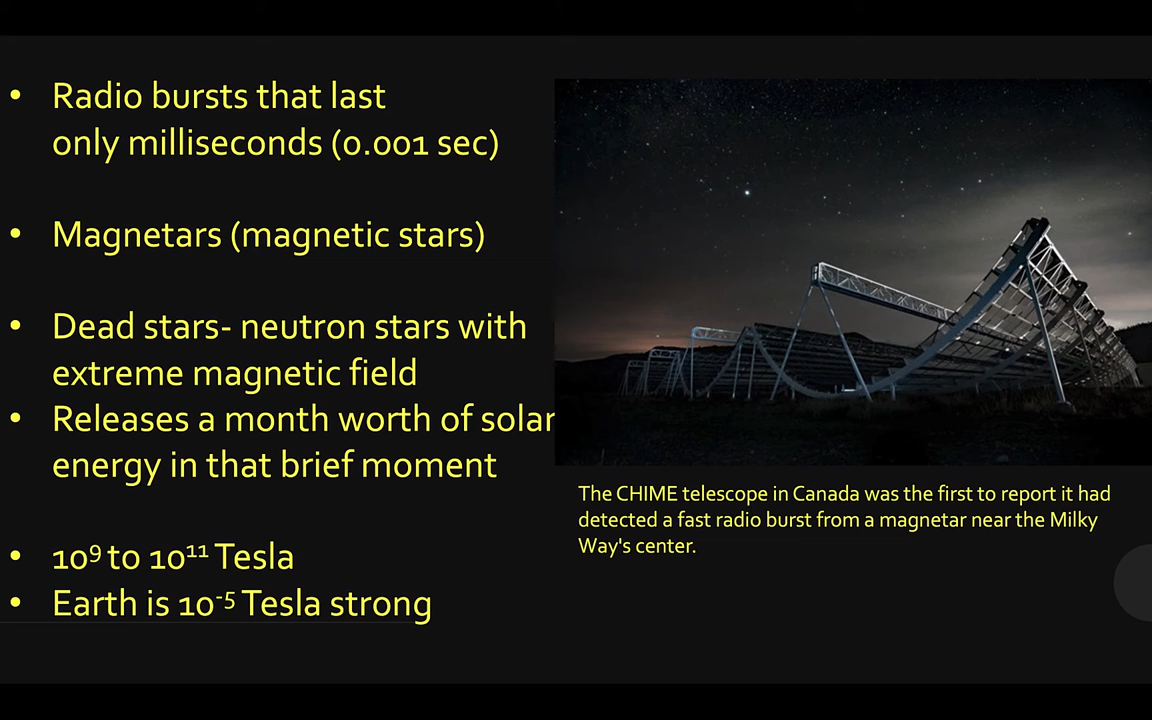 • Radio bursts that last
only milliseconds (0.001 sec)
• Magnetars (magnetic stars)
• Dead stars- neutron stars with
extreme magnetic field
• Releases a month worth of solar
energy in that brief moment
• 10⁹ to 10¹¹ Tesla
• Earth is 10⁻⁵ Tesla strong
The CHIME telescope in Canada was the first to report it had
detected a fast radio burst from a magnetar near the Milky
Way's center.